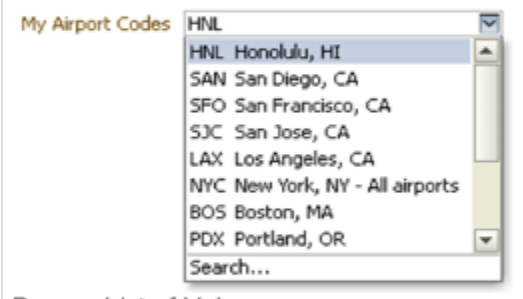 My Airport Codes HNL
HNL Honolulu, HI
SAN San Diego, CA
SFO San Francisco, CA
SJC San Jose, CA
LAX Los Angeles, CA
NYC New York, NY - All airports
BOS Boston, MA
PDX Portland, OR
Search...